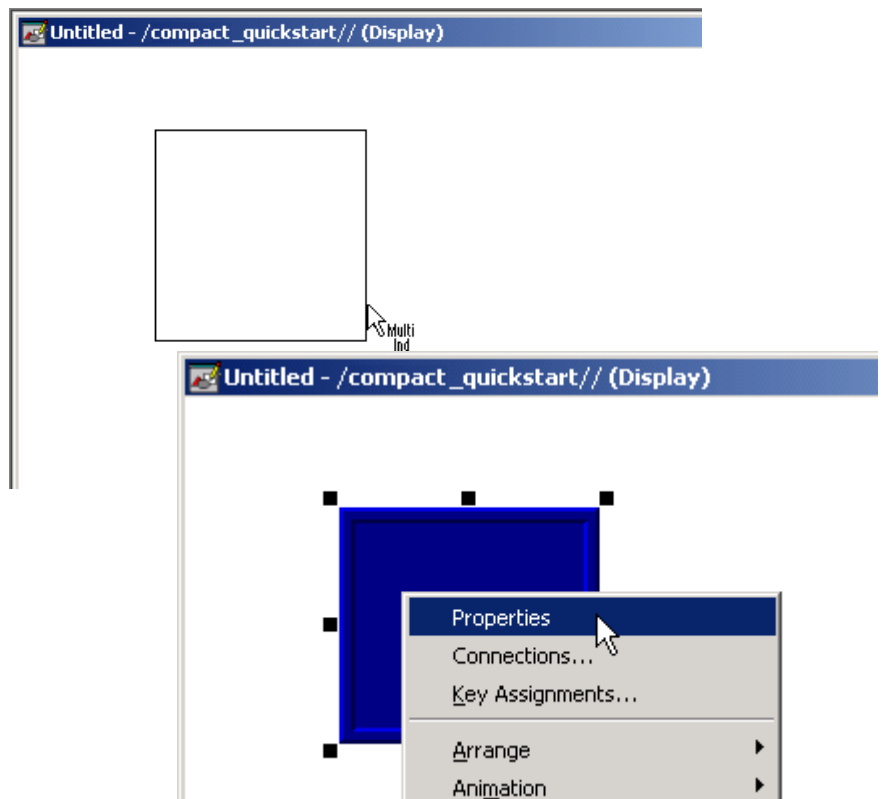 Untitled - /compact_quickstart// (Display)
Multi
Ind
Untitled - /compact_quickstart// (Display)
Properties
Connections...
Key Assignments...
Arrange
Animation